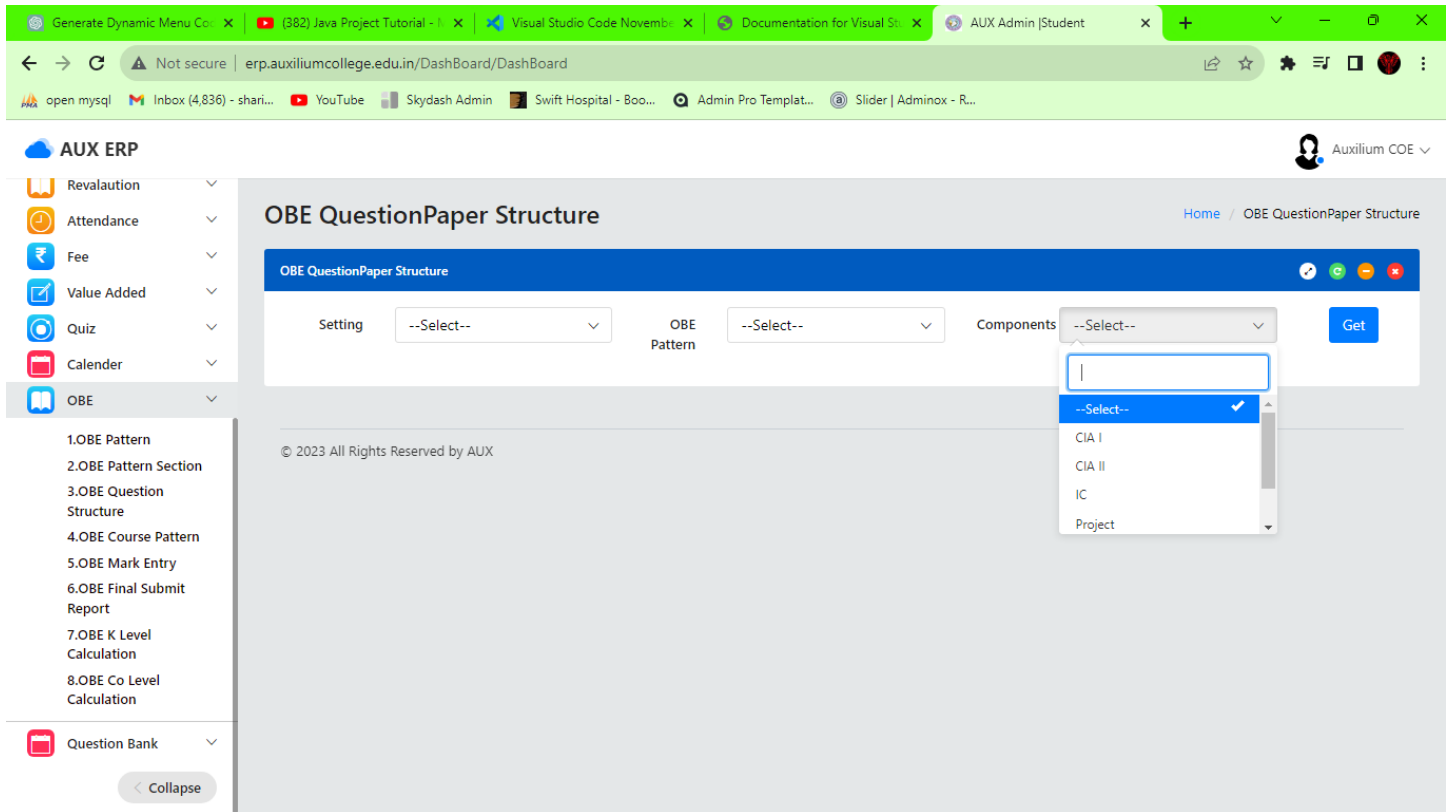 Generate Dynamic Menu Coc
(382) Java Project Tutorial - N
Visual Studio Code Novembe
Documentation for Visual Stu
AUX Admin |Student
Not secure | erp.auxiliumcollege.edu.in/DashBoard/DashBoard
open mysql
Inbox (4,836) - shari...
YouTube
Skydash Admin
Swift Hospital - Boo...
Admin Pro Templat...
Slider | Adminox - R...
AUX ERP
Auxilium COE
Revalaution
Attendance
Fee
Value Added
Quiz
Calender
OBE
1.OBE Pattern
2.OBE Pattern Section
3.OBE Question
Structure
4.OBE Course Pattern
5.OBE Mark Entry
6.OBE Final Submit
Report
7.OBE K Level
Calculation
8.OBE Co Level
Calculation
Question Bank
Collapse
OBE QuestionPaper Structure
Home / OBE QuestionPaper Structure
OBE QuestionPaper Structure
Setting
--Select--
OBE
Pattern
--Select--
Components
--Select--
Get
--Select--
CIA I
CIA II
IC
Project
© 2023 All Rights Reserved by AUX